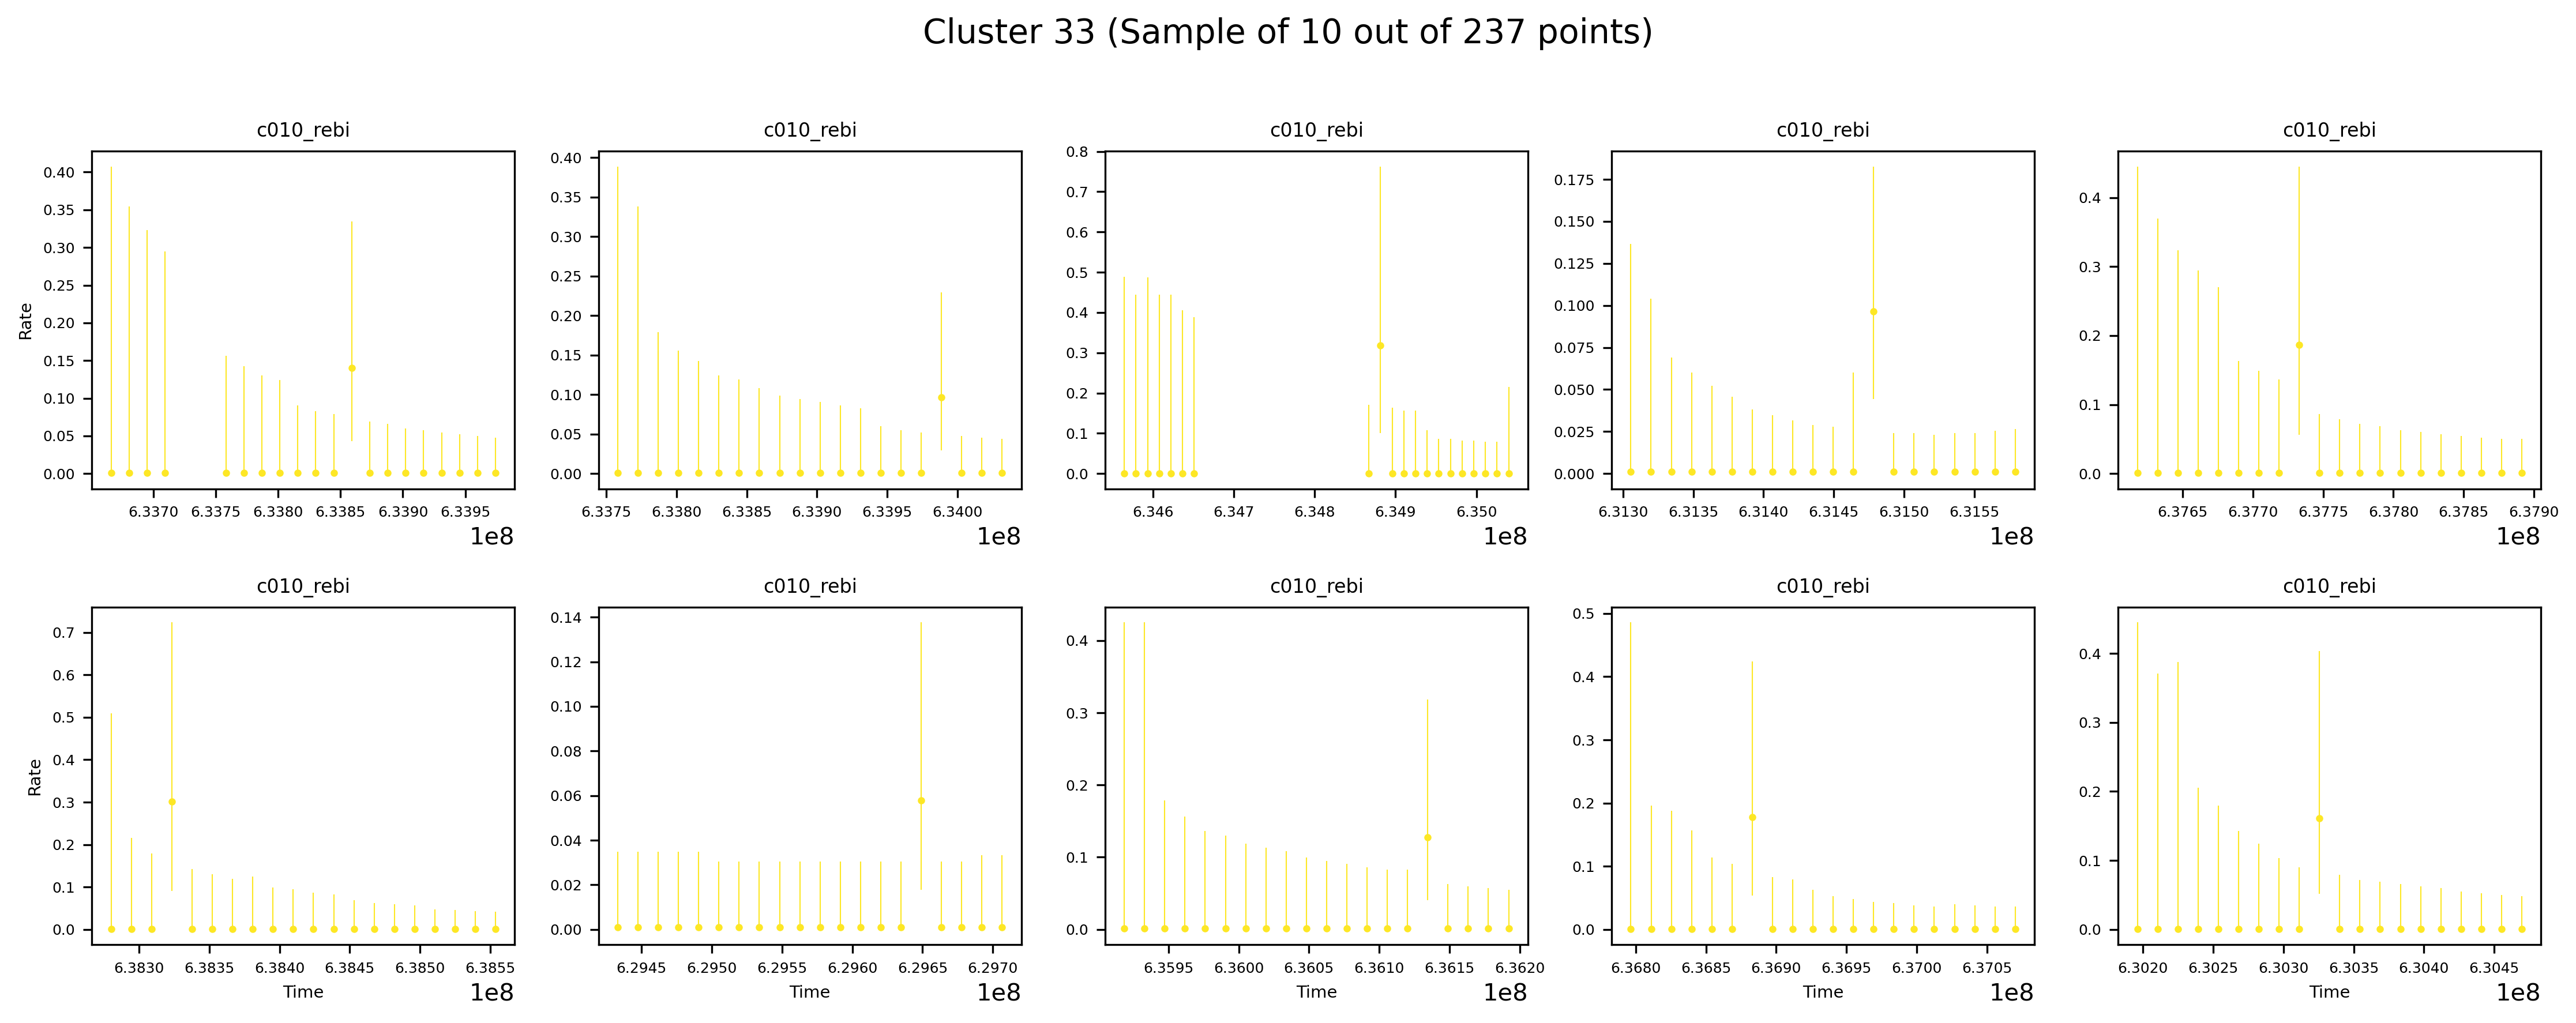 Cluster 33 (Sample of 10 out of 237 points)
c010_rebi c010_rebi c010_rebi c010_rebi c010_rebi
Rate
0.40 0.35 0.30 0.25 0.20 0.15 0.10 0.05 0.00
6.3370 6.3375 6.3380 6.3385 6.3390 6.3395
1e8
0.40 0.35 0.30 0.25 0.20 0.15 0.10 0.05 0.00
6.3375 6.3380 6.3385 6.3390 6.3395 6.3400
1e8
0.8 0.7 0.6 0.5 0.4 0.3 0.2 0.1 0.0
6.346 6.347 6.348 6.349 6.350
1e8
0.175 0.150 0.125 0.100 0.075 0.050 0.025 0.000
6.3130 6.3135 6.3140 6.3145 6.3150 6.3155
1e8
0.4 0.3 0.2 0.1 0.0
6.3765 6.3770 6.3775 6.3780 6.3785 6.3790
1e8
c010_rebi c010_rebi c010_rebi c010_rebi c010_rebi
Rate
0.7 0.6 0.5 0.4 0.3 0.2 0.1 0.0
6.3830 6.3835 6.3840 6.3845 6.3850 6.3855
Time 1e8
0.14 0.12 0.10 0.08 0.06 0.04 0.02 0.00
6.2945 6.2950 6.2955 6.2960 6.2965 6.2970
Time 1e8
0.4 0.3 0.2 0.1 0.0
6.3595 6.3600 6.3605 6.3610 6.3615 6.3620
Time 1e8
0.5 0.4 0.3 0.2 0.1 0.0
6.3680 6.3685 6.3690 6.3695 6.3700 6.3705
Time 1e8
0.4 0.3 0.2 0.1 0.0
6.3020 6.3025 6.3030 6.3035 6.3040 6.3045
Time 1e8